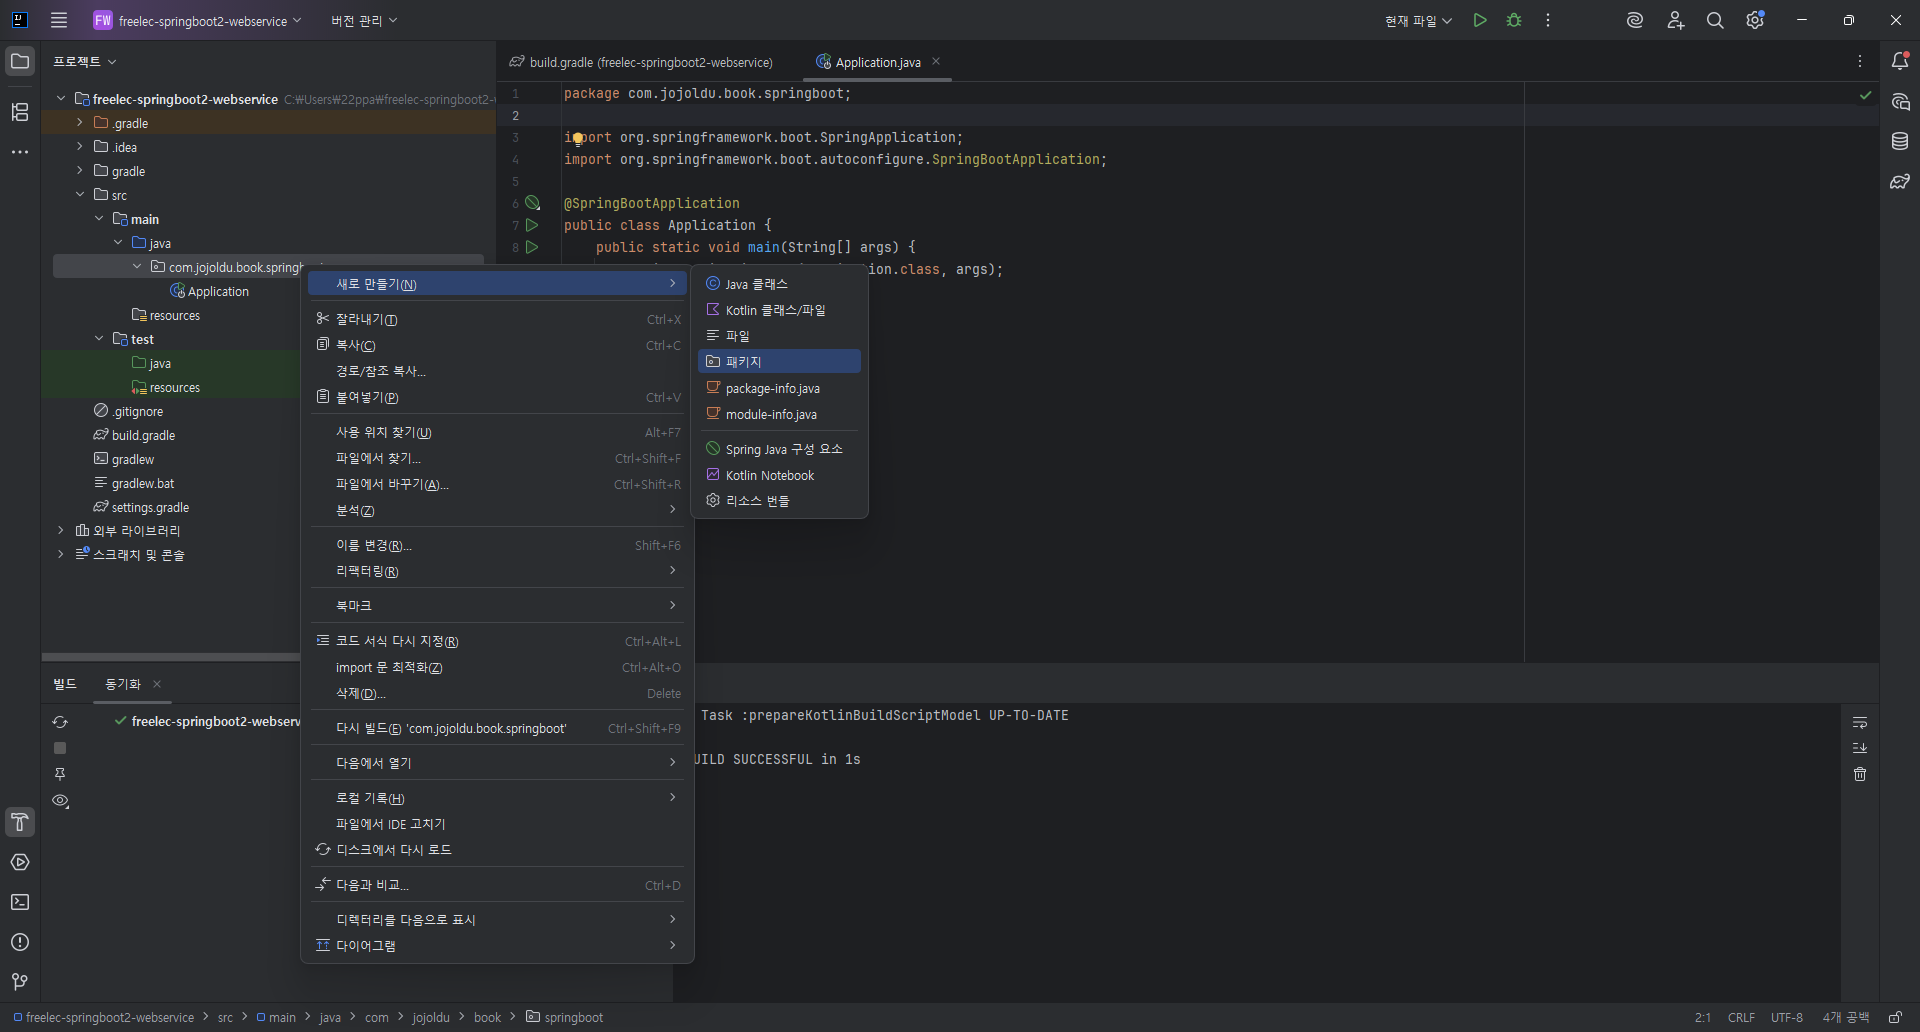 FW freelec-springboot2-webservice 버전 관리 현재 파일
프로젝트
build.gradle (freelec-springboot2-webservice) Application.java
freelec-springboot2-webservice C:₩Users₩22ppa₩freelec-springboot2-
.gradle
.idea
gradle
src
main
java
com.jojoldu.book.spring
Application
resources
test
java
resources
.gitignore
build.gradle
gradlew
gradlew.bat
settings.gradle
외부 라이브러리
스크래치 및 콘솔
1 package com.jojoldu.book.springboot;
2
3 import org.springframework.boot.SpringApplication;
4 import org.springframework.boot.autoconfigure.SpringBootApplication;
5
6 @SpringBootApplication
7 public class Application {
8 public static void main(String[] args) {
ion.class, args);
새로 만들기(N)
잘라내기(T) Ctrl+X
복사(C) Ctrl+C
경로/참조 복사...
붙여넣기(P) Ctrl+V
사용 위치 찾기(U) Alt+F7
파일에서 찾기... Ctrl+Shift+F
파일에서 바꾸기(A)... Ctrl+Shift+R
분석(Z)
이름 변경(R)... Shift+F6
리팩터링(R)
북마크
코드 서식 다시 지정(R) Ctrl+Alt+L
import 문 최적화(Z) Ctrl+Alt+O
삭제(D)... Delete
다시 빌드(E) 'com.jojoldu.book.springboot' Ctrl+Shift+F9
다음에서 열기
로컬 기록(H)
파일에서 IDE 고치기
디스크에서 다시 로드
다음과 비교... Ctrl+D
디렉터리를 다음으로 표시
다이어그램
Java 클래스
Kotlin 클래스/파일
파일
패키지
package-info.java
module-info.java
Spring Java 구성 요소
Kotlin Notebook
리소스 번들
빌드 동기화
freelec-springboot2-webserv
Task :prepareKotlinBuildScriptModel UP-TO-DATE
UILD SUCCESSFUL in 1s
freelec-springboot2-webservice > src > main > java > com > jojoldu > book > springboot
2:1 CRLF UTF-8 4개 공백